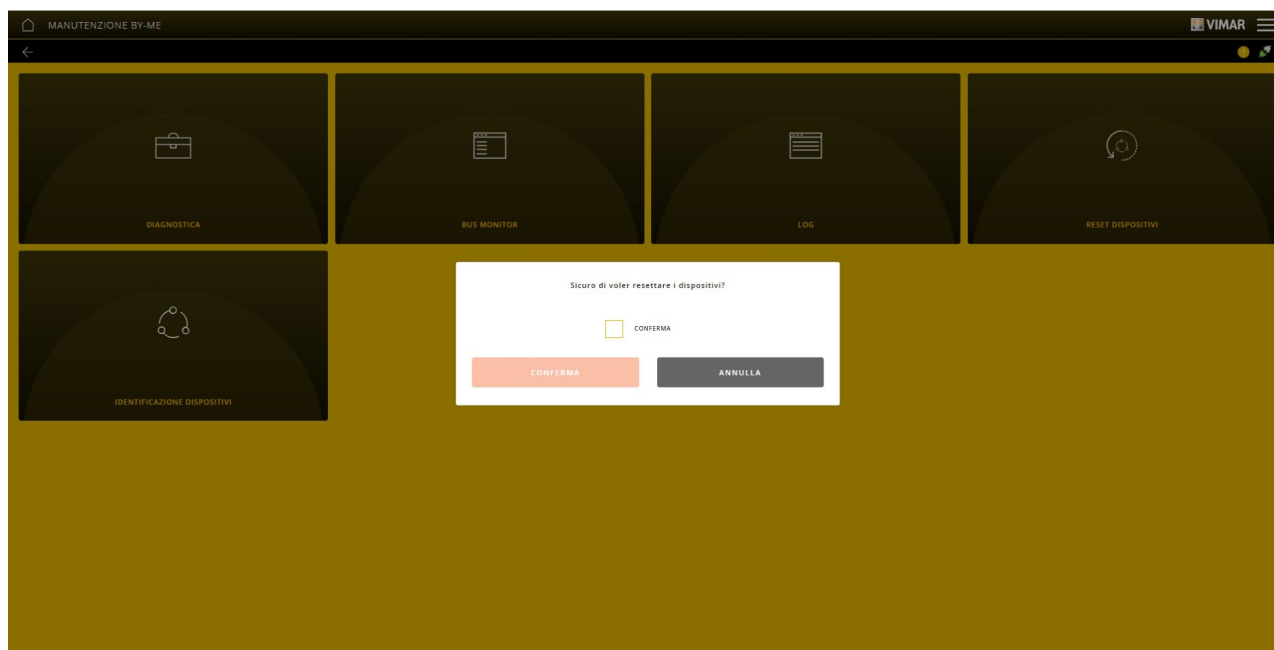 MANUTENZIONE BY-ME
VIMAR
DIAGNOSTICA
BUS MONITOR
LOG
RESET DISPOSITIVI
Sicuro di voler resettare i dispositivi?
CONFERMA
CONFERMA
ANNULLA
IDENTIFICAZIONE DISPOSITIVI